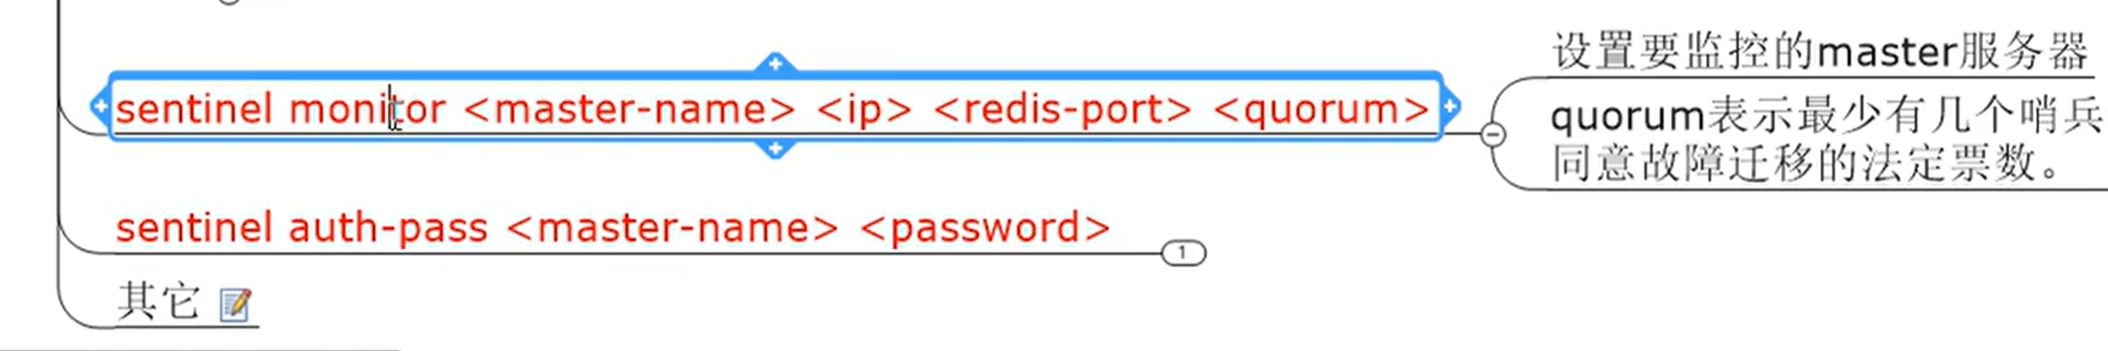 设置要监控的master服务器
sentinel monitor <master-name> <ip> <redis-port> <quorum>
quorum表示最少有几个哨兵
同意故障迁移的法定票数。
sentinel auth-pass <master-name> <password>
1
其它